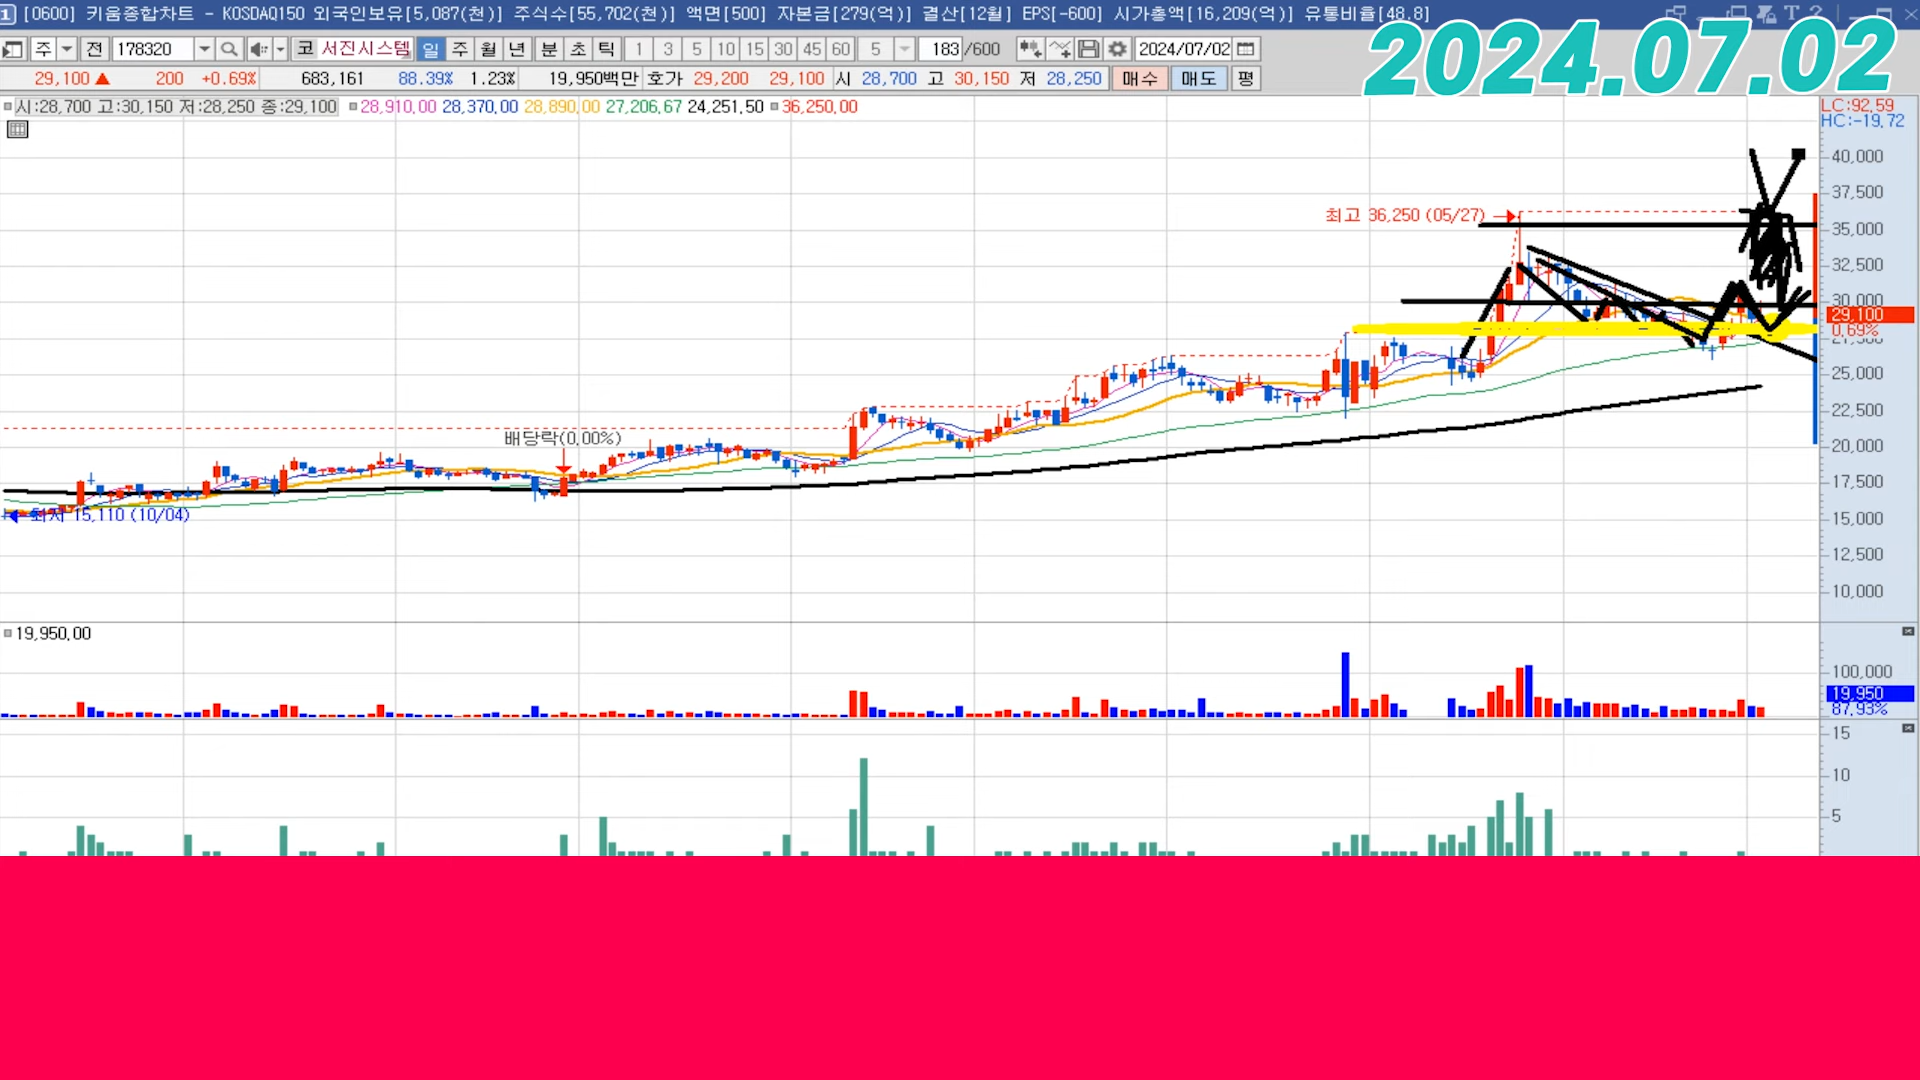 1 [0600] 키움종합차트 - KOSDAQ150 외국인보유[5,087(천)] 주식수[55,702(천)] 액면[500] 자본금[279(억)] 결산[12월] EPS[-600] 시가총액[16,209(억)] 유통비율[48.8]
2024.07.02
주 전 178320 코 서진시스템 일 주 월 년 분 초 틱 1 3 5 10 15 30 45 60 5 183 /600 2024/07/02
29,100 ▲ 200 +0.69% 683,161 88.39% 1.23% 19,950백만 호가 29,200 29,100 시 28,700 고 30,150 저 28,250 매수 매도 평
시:28,700 고:30,150 저:28,250 종:29,100 28,910.00 28,370.00 28,890.00 27,206.67 24,251.50 36,250.00
LC:92.59
HC:-19.72
40,000
37,500
최고 36,250 (05/27)
35,000
32,500
30,000
29,100
0.69%
27,500
25,000
22,500
배당락(0.00%)
20,000
17,500
최저 15,110 (10/04)
15,000
12,500
10,000
19,950.00
100,000
19,950
87.93%
15
10
5